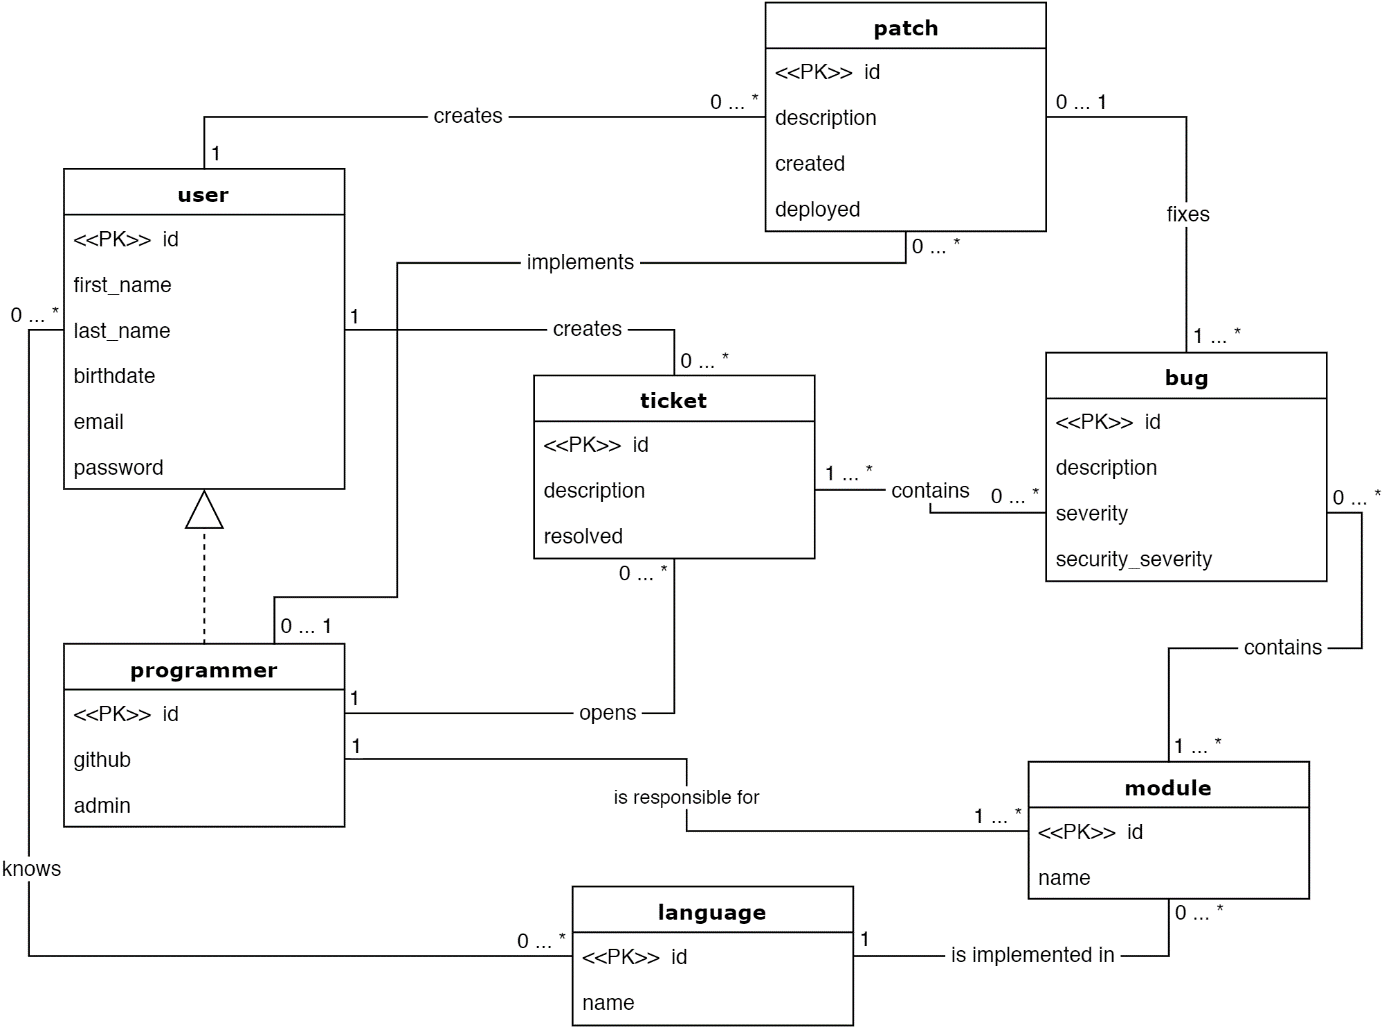 patch
<<PK>> id
description
created
deployed
0 ... *
creates
1
0 ... 1
fixes
1 ... *
user
<<PK>> id
first_name
last_name
birthdate
email
password
0 ... *
implements
0 ... 1
0 ... *
knows
0 ... *
1
creates
0 ... *
ticket
<<PK>> id
description
resolved
1 ... *
contains
0 ... *
bug
<<PK>> id
description
severity
security_severity
0 ... *
contains
1 ... *
programmer
<<PK>> id
github
admin
1
opens
0 ... *
1
is responsible for
1 ... *
module
<<PK>> id
name
0 ... *
is implemented in
1
language
<<PK>> id
name